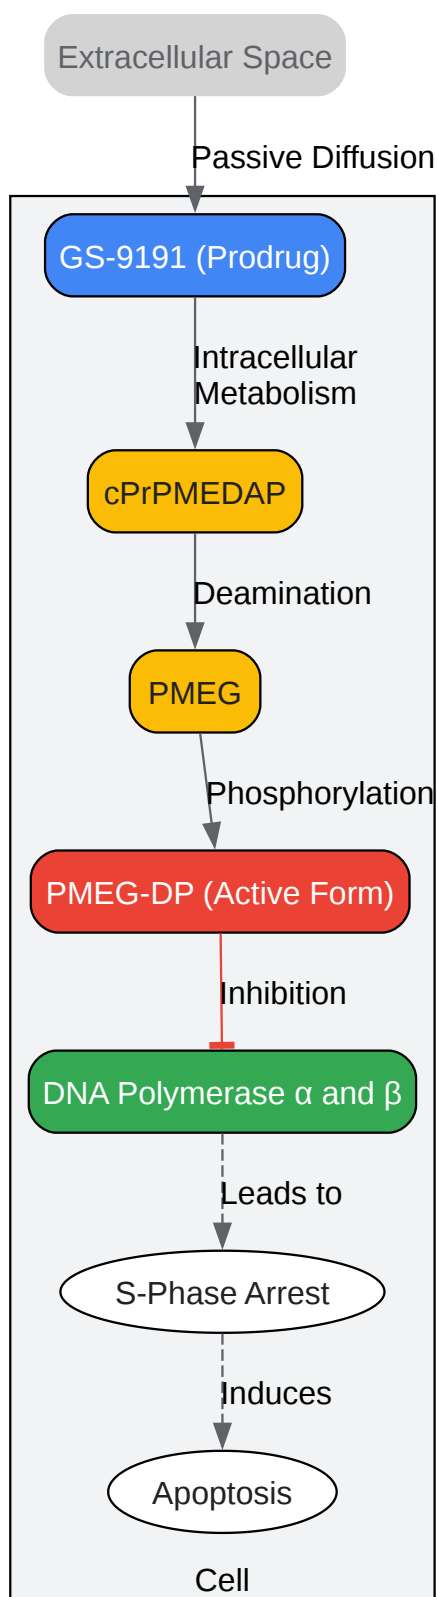 Extracellular Space
Passive Diffusion
GS-9191 (Prodrug)
Intracellular
Metabolism
cPrPMEDAP
Deamination
PMEG
Phosphorylation
PMEG-DP (Active Form)
Inhibition
DNA Polymerase α and β
Leads to
S-Phase Arrest
Induces
Apoptosis
Cell